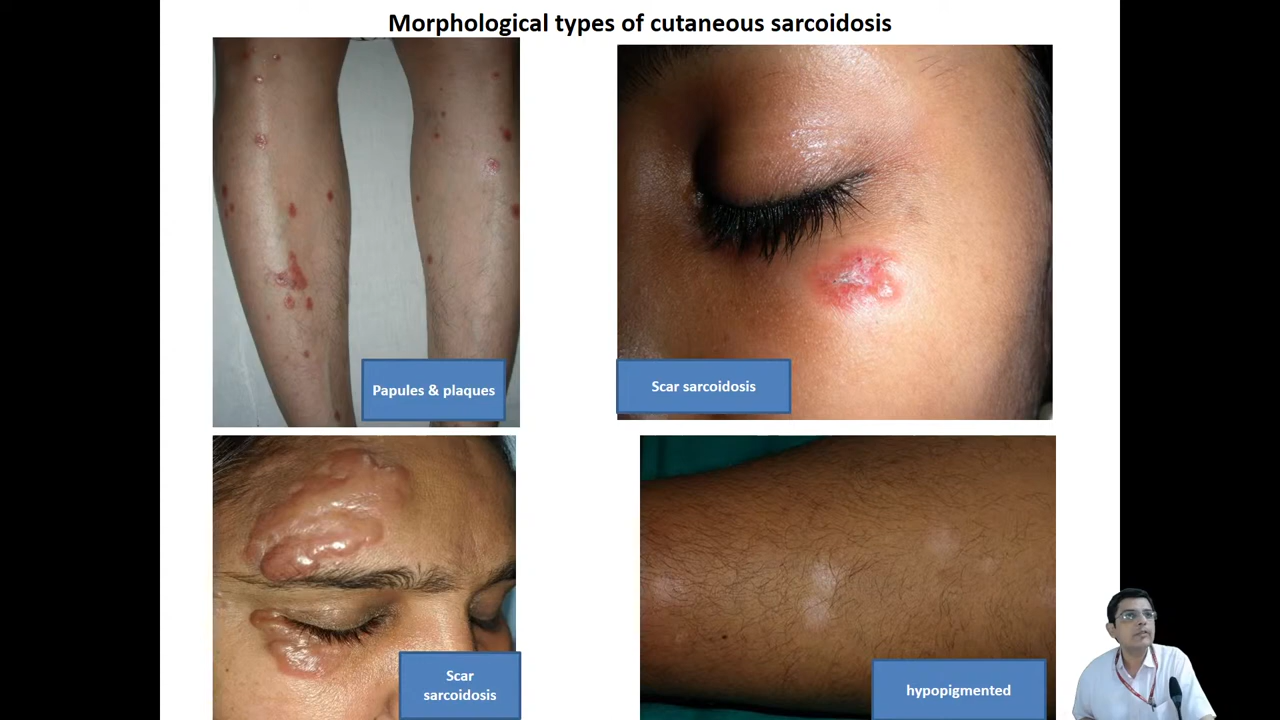 Morphological types of cutaneous sarcoidosis
Papules & plaques
Scar sarcoidosis
Scar
sarcoidosis
hypopigmented